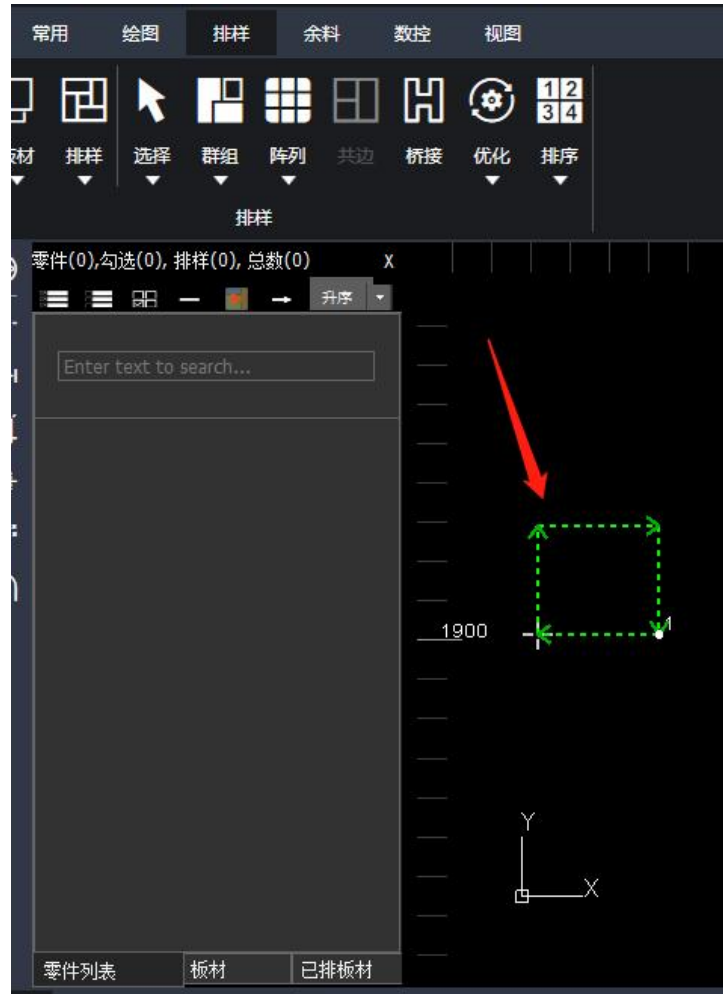 常用 绘图 排样 余料 数控 视图
板材 排样 选择 群组 阵列 共边 桥接 优化 排序
排样
零件(0),勾选(0), 排样(0), 总数(0) X
升序
Enter text to search...
1
1900
Y
X
零件列表 板材 已排板材